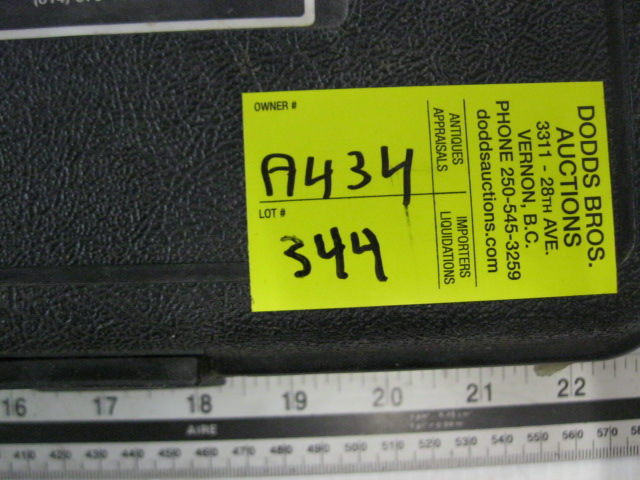 OWNER #
A434
LOT #
344
ANTIQUES
APPRAISALS
IMPORTERS
LIQUIDATIONS
DODDS BROS.
AUCTIONS
3311 - 28TH AVE.
VERNON, B.C.
PHONE 250-545-3259
doddsauctions.com
16 17 18 19 20 21 22
AIRE